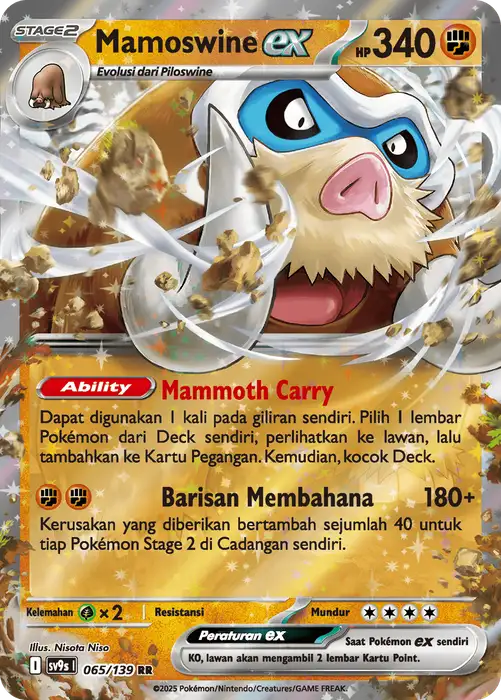 STAGE2
Mamoswine ex HP 340
Evolusi dari Piloswine
Ability Mammoth Carry
Dapat digunakan 1 kali pada giliran sendiri. Pilih 1 lembar
Pokémon dari Deck sendiri, perlihatkan ke lawan, lalu
tambahkan ke Kartu Pegangan. Kemudian, kocok Deck.
Barisan Membahana 180+
Kerusakan yang diberikan bertambah sejumlah 40 untuk
tiap Pokémon Stage 2 di Cadangan sendiri.
Kelemahan ×2 Resistansi Mundur
Illus. Nisota Niso
Peraturan ex Saat Pokémon ex sendiri
KO, lawan akan mengambil 2 lembar Kartu Point.
I sv9s I 065/139 RR
©2025 Pokémon/Nintendo/Creatures/GAME FREAK.